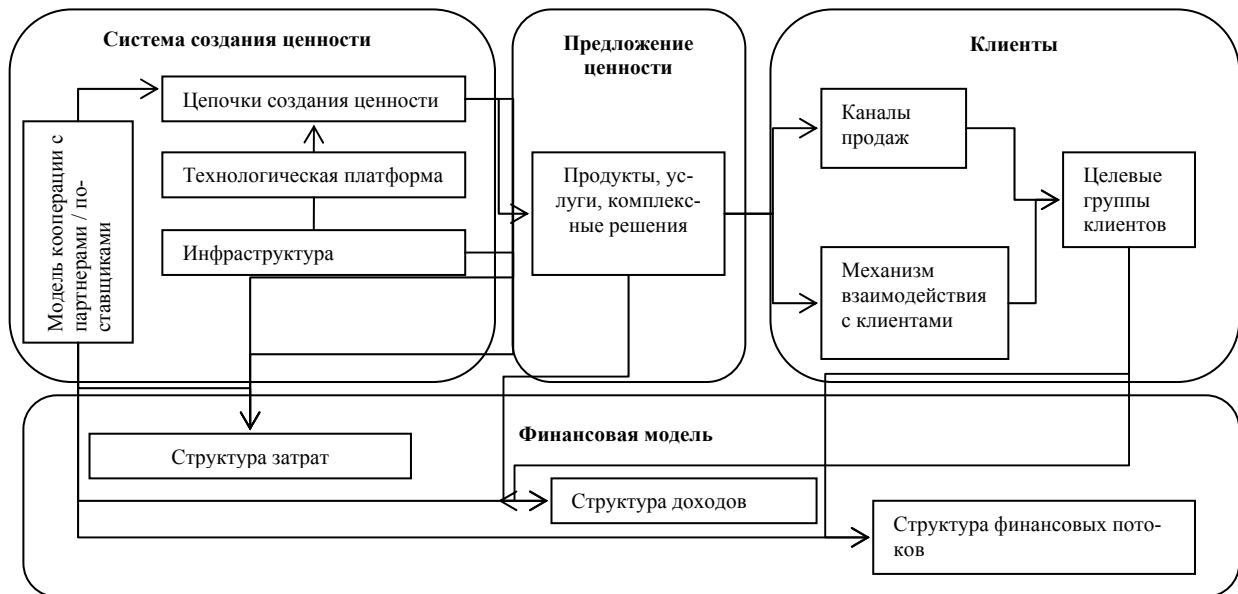 Система создания ценности
Модель кооперации с
партнерами / по-
ставщиками
Цепочки создания ценности
Технологическая платформа
Инфраструктура
Предложение
ценности
Продукты, ус-
луги, комплекс-
ные решения
Клиенты
Каналы
продаж
Механизм
взаимодействия
с клиентами
Целевые
группы
клиентов
Финансовая модель
Структура затрат
Структура доходов
Структура финансовых пото-
ков